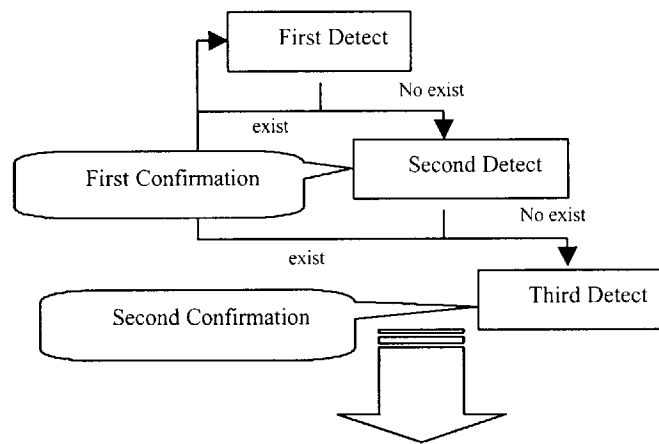 First Detect
No exist
exist
Second Detect
First Confirmation
No exist
exist
Third Detect
Second Confirmation